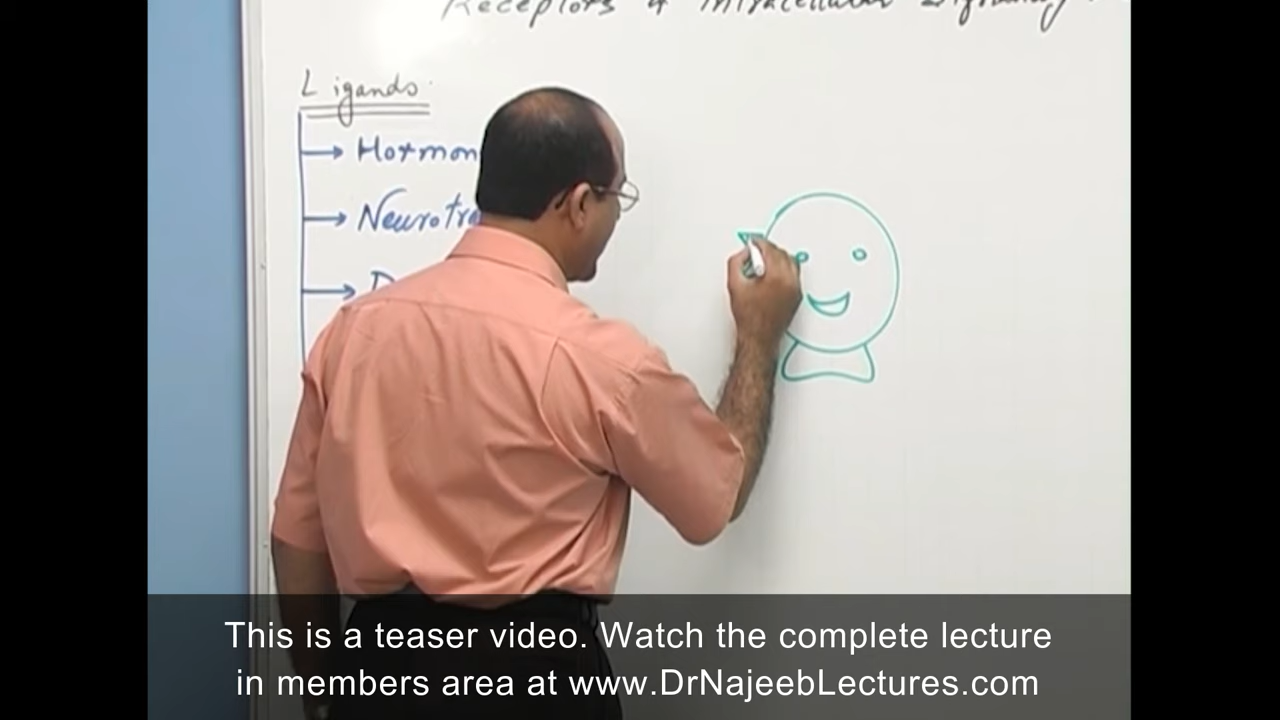 Receptors & Intracellular Signaling
Ligands
→ Hormon
→ Neurotra
→ D
This is a teaser video. Watch the complete lecture
in members area at www.DrNajeebLectures.com